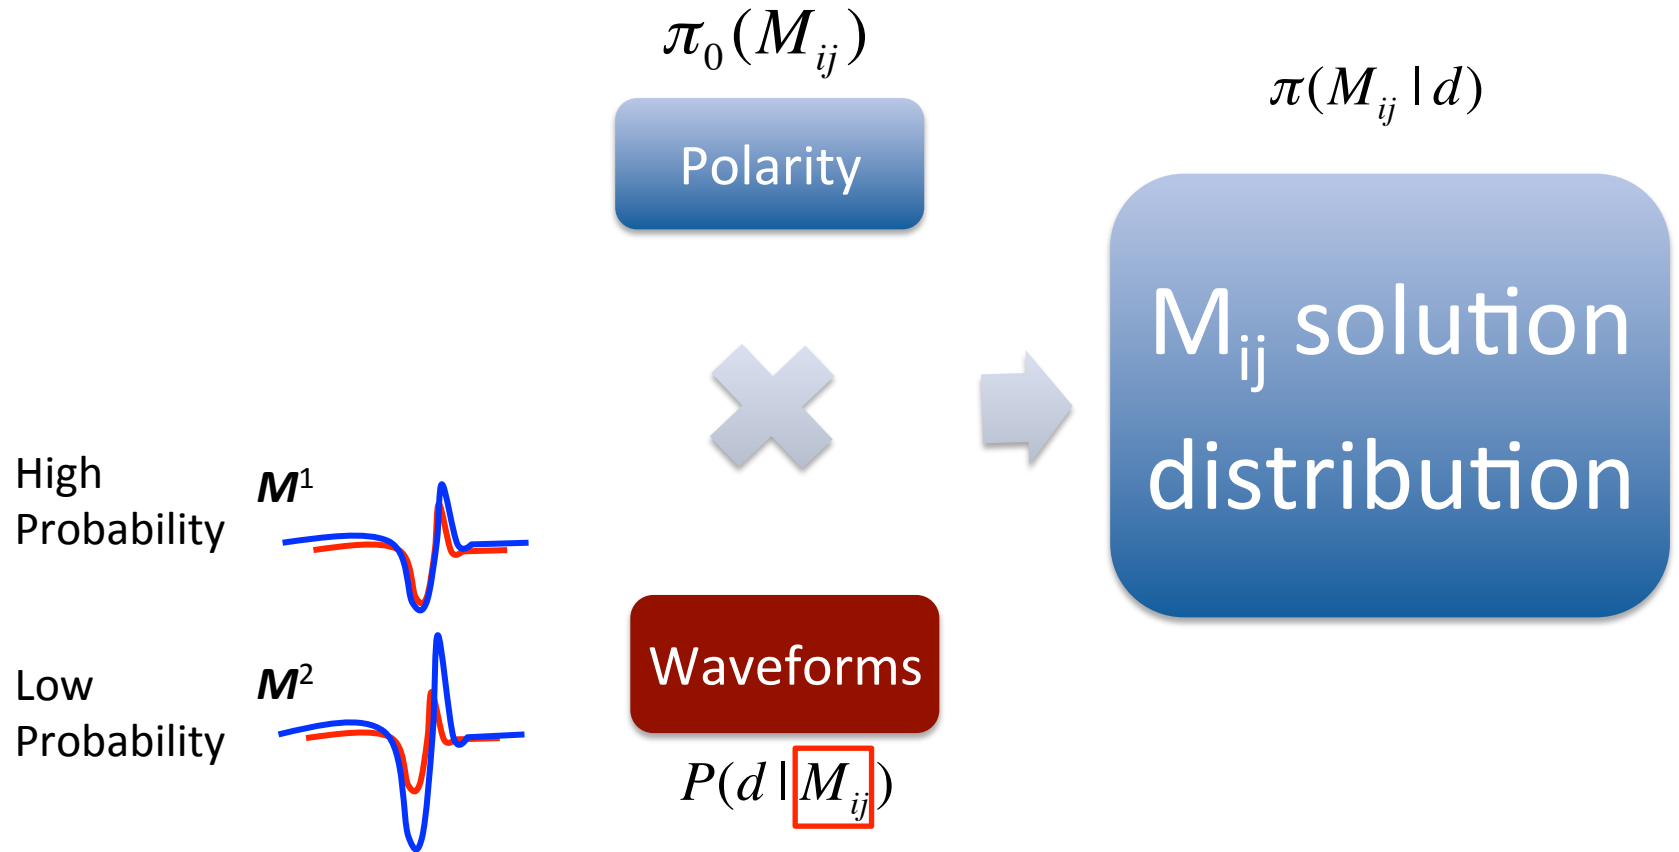 π₀(Mᵢⱼ)
Polarity
π(Mᵢⱼ | d)
Mᵢⱼ solution
distribution
High
Probability
M¹
Low
Probability
M²
Waveforms
P(d | Mᵢⱼ)